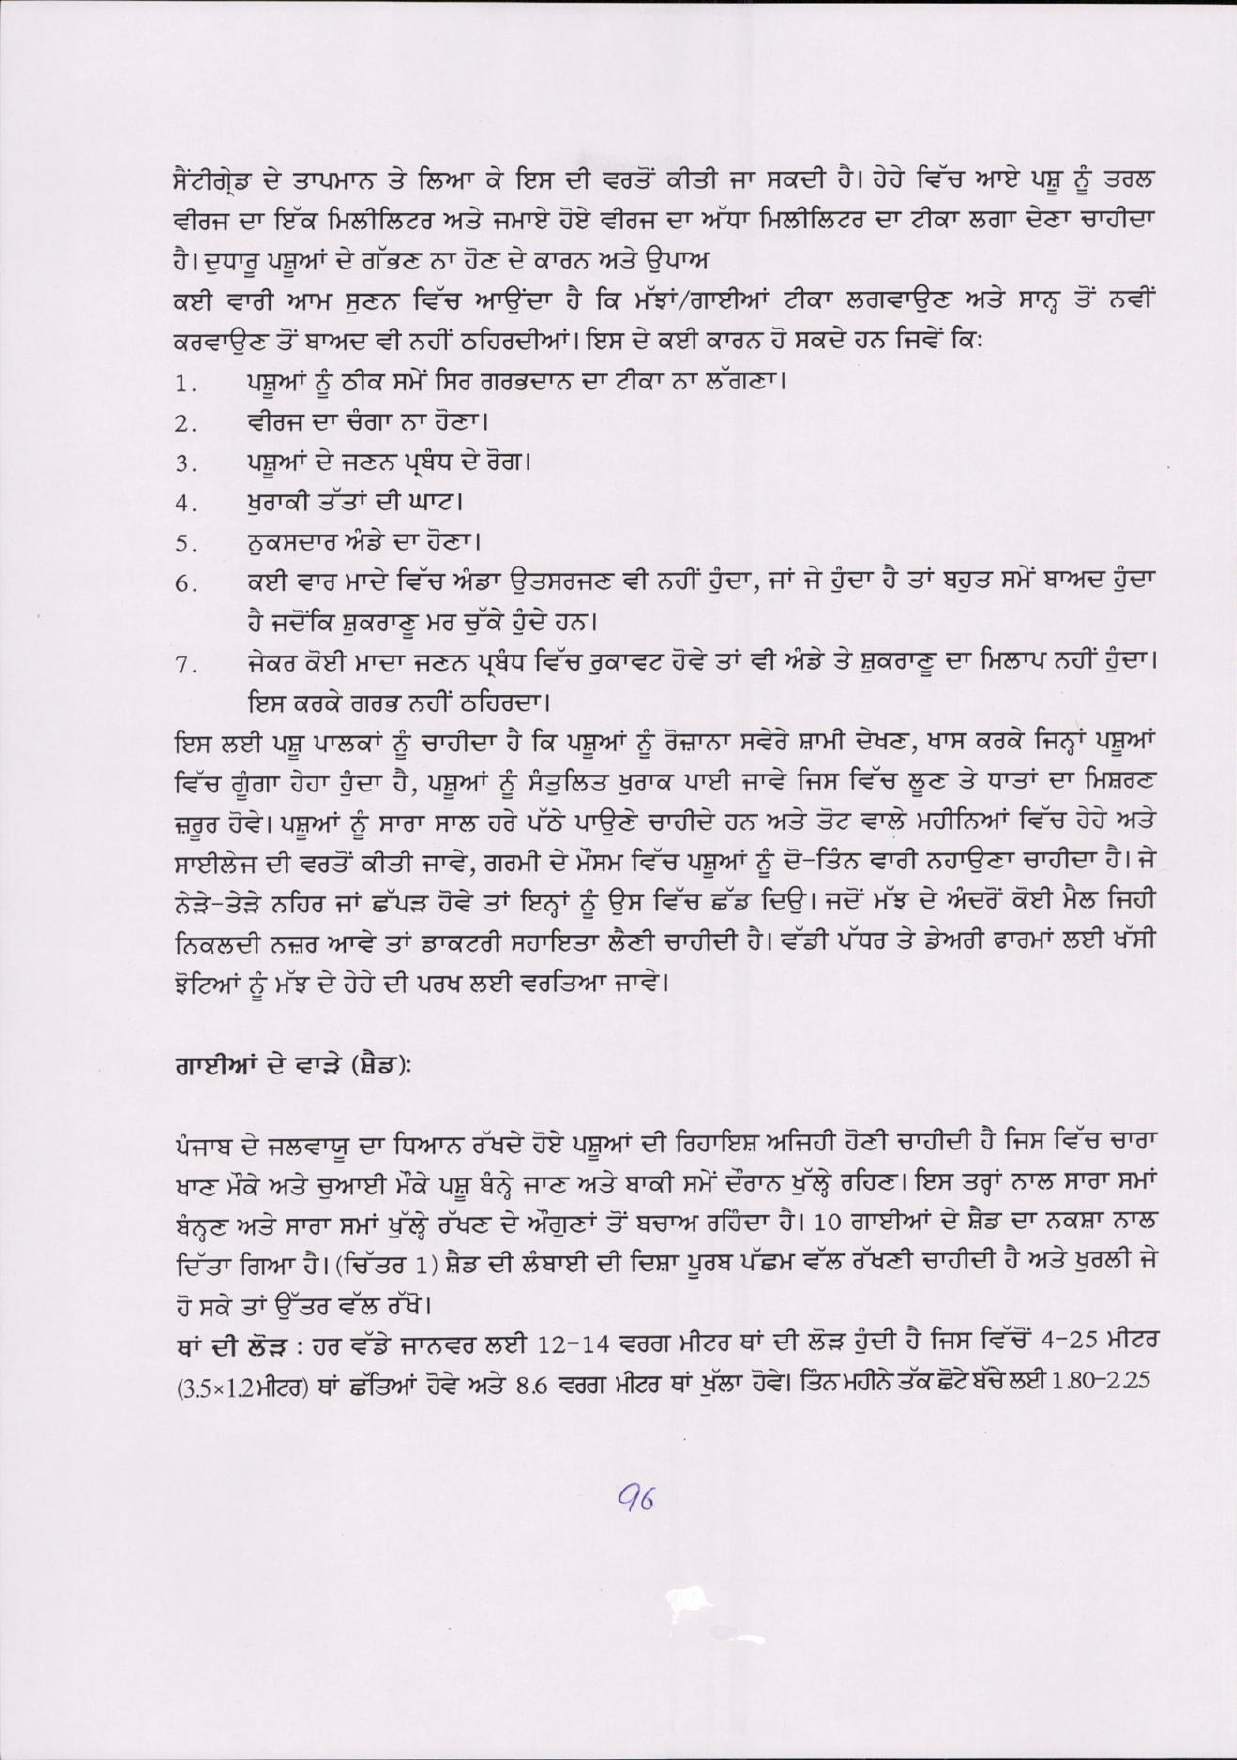 ਸੈਂਟੀਗ੍ਰੇਡ ਦੇ ਤਾਪਮਾਨ ਤੇ ਲਿਆ ਕੇ ਇਸ ਦੀ ਵਰਤੋਂ ਕੀਤੀ ਜਾ ਸਕਦੀ ਹੈ। ਹੇਹੇ ਵਿੱਚ ਆਏ ਪਸ਼ੂ ਨੂੰ ਤਰਲ
ਵੀਰਜ ਦਾ ਇੱਕ ਮਿਲੀਲਿਟਰ ਅਤੇ ਜਮਾਏ ਹੋਏ ਵੀਰਜ ਦਾ ਅੱਧਾ ਮਿਲੀਲਿਟਰ ਦਾ ਟੀਕਾ ਲਗਾ ਦੇਣਾ ਚਾਹੀਦਾ
ਹੈ। ਦੁਧਾਰੂ ਪਸ਼ੂਆਂ ਦੇ ਗੱਭਣ ਨਾ ਹੋਣ ਦੇ ਕਾਰਨ ਅਤੇ ਉਪਾਅ
ਕਈ ਵਾਰੀ ਆਮ ਸੁਣਨ ਵਿੱਚ ਆਉਂਦਾ ਹੈ ਕਿ ਮੱਝਾਂ/ਗਾਈਆਂ ਟੀਕਾ ਲਗਵਾਉਣ ਅਤੇ ਸਾਨ੍ਹ ਤੋਂ ਨਵੀਂ
ਕਰਵਾਉਣ ਤੋਂ ਬਾਅਦ ਵੀ ਨਹੀਂ ਠਹਿਰਦੀਆਂ। ਇਸ ਦੇ ਕਈ ਕਾਰਨ ਹੋ ਸਕਦੇ ਹਨ ਜਿਵੇਂ ਕਿ:
1. ਪਸ਼ੂਆਂ ਨੂੰ ਠੀਕ ਸਮੇਂ ਸਿਰ ਗਰਭਦਾਨ ਦਾ ਟੀਕਾ ਨਾ ਲੱਗਣਾ।
2. ਵੀਰਜ ਦਾ ਚੰਗਾ ਨਾ ਹੋਣਾ।
3. ਪਸ਼ੂਆਂ ਦੇ ਜਣਨ ਪ੍ਰਬੰਧ ਦੇ ਰੋਗ।
4. ਖੁਰਾਕੀ ਤੱਤਾਂ ਦੀ ਘਾਟ।
5. ਨੁਕਸਦਾਰ ਅੰਡੇ ਦਾ ਹੋਣਾ।
6. ਕਈ ਵਾਰ ਮਾਦੇ ਵਿੱਚ ਅੰਡਾ ਉਤਸਰਜਣ ਵੀ ਨਹੀਂ ਹੁੰਦਾ, ਜਾਂ ਜੇ ਹੁੰਦਾ ਹੈ ਤਾਂ ਬਹੁਤ ਸਮੇਂ ਬਾਅਦ ਹੁੰਦਾ
ਹੈ ਜਦੋਂਕਿ ਸ਼ੁਕਰਾਣੂ ਮਰ ਚੁੱਕੇ ਹੁੰਦੇ ਹਨ।
7. ਜੇਕਰ ਕੋਈ ਮਾਦਾ ਜਣਨ ਪ੍ਰਬੰਧ ਵਿੱਚ ਰੁਕਾਵਟ ਹੋਵੇ ਤਾਂ ਵੀ ਅੰਡੇ ਤੇ ਸ਼ੁਕਰਾਣੂ ਦਾ ਮਿਲਾਪ ਨਹੀਂ ਹੁੰਦਾ।
ਇਸ ਕਰਕੇ ਗਰਭ ਨਹੀਂ ਠਹਿਰਦਾ।
ਇਸ ਲਈ ਪਸ਼ੂ ਪਾਲਕਾਂ ਨੂੰ ਚਾਹੀਦਾ ਹੈ ਕਿ ਪਸ਼ੂਆਂ ਨੂੰ ਰੋਜ਼ਾਨਾ ਸਵੇਰੇ ਸ਼ਾਮੀ ਦੇਖਣ, ਖਾਸ ਕਰਕੇ ਜਿਨ੍ਹਾਂ ਪਸ਼ੂਆਂ
ਵਿੱਚ ਗੂੰਗਾ ਹੇਹਾ ਹੁੰਦਾ ਹੈ, ਪਸ਼ੂਆਂ ਨੂੰ ਸੰਤੁਲਿਤ ਖੁਰਾਕ ਪਾਈ ਜਾਵੇ ਜਿਸ ਵਿੱਚ ਲੂਣ ਤੇ ਧਾਤਾਂ ਦਾ ਮਿਸ਼ਰਣ
ਜ਼ਰੂਰ ਹੋਵੇ। ਪਸ਼ੂਆਂ ਨੂੰ ਸਾਰਾ ਸਾਲ ਹਰੇ ਪੱਠੇ ਪਾਉਣੇ ਚਾਹੀਦੇ ਹਨ ਅਤੇ ਤੋਟ ਵਾਲੇ ਮਹੀਨਿਆਂ ਵਿੱਚ ਹੇਹੇ ਅਤੇ
ਸਾਈਲੇਜ ਦੀ ਵਰਤੋਂ ਕੀਤੀ ਜਾਵੇ, ਗਰਮੀ ਦੇ ਮੌਸਮ ਵਿੱਚ ਪਸ਼ੂਆਂ ਨੂੰ ਦੋ-ਤਿੰਨ ਵਾਰੀ ਨਹਾਉਣਾ ਚਾਹੀਦਾ ਹੈ। ਜੇ
ਨੇੜੇ-ਤੇੜੇ ਨਹਿਰ ਜਾਂ ਛੱਪੜ ਹੋਵੇ ਤਾਂ ਇਨ੍ਹਾਂ ਨੂੰ ਉਸ ਵਿੱਚ ਛੱਡ ਦਿਉ। ਜਦੋਂ ਮੱਝ ਦੇ ਅੰਦਰੋਂ ਕੋਈ ਮੈਲ ਜਿਹੀ
ਨਿਕਲਦੀ ਨਜ਼ਰ ਆਵੇ ਤਾਂ ਡਾਕਟਰੀ ਸਹਾਇਤਾ ਲੈਣੀ ਚਾਹੀਦੀ ਹੈ। ਵੱਡੀ ਪੱਧਰ ਤੇ ਡੇਅਰੀ ਫਾਰਮਾਂ ਲਈ ਖੱਸੀ
ਝੋਟਿਆਂ ਨੂੰ ਮੱਝ ਦੇ ਹੇਹੇ ਦੀ ਪਰਖ ਲਈ ਵਰਤਿਆ ਜਾਵੇ।
ਗਾਈਆਂ ਦੇ ਵਾੜੇ (ਸ਼ੈਡ):
ਪੰਜਾਬ ਦੇ ਜਲਵਾਯੂ ਦਾ ਧਿਆਨ ਰੱਖਦੇ ਹੋਏ ਪਸ਼ੂਆਂ ਦੀ ਰਿਹਾਇਸ਼ ਅਜਿਹੀ ਹੋਣੀ ਚਾਹੀਦੀ ਹੈ ਜਿਸ ਵਿੱਚ ਚਾਰਾ
ਖਾਣ ਮੌਕੇ ਅਤੇ ਚੁਆਈ ਮੌਕੇ ਪਸ਼ੂ ਬੰਨ੍ਹੇ ਜਾਣ ਅਤੇ ਬਾਕੀ ਸਮੇਂ ਦੌਰਾਨ ਖੁੱਲ੍ਹੇ ਰਹਿਣ। ਇਸ ਤਰ੍ਹਾਂ ਨਾਲ ਸਾਰਾ ਸਮਾਂ
ਬੰਨ੍ਹਣ ਅਤੇ ਸਾਰਾ ਸਮਾਂ ਖੁੱਲ੍ਹੇ ਰੱਖਣ ਦੇ ਔਗੁਣਾਂ ਤੋਂ ਬਚਾਅ ਰਹਿੰਦਾ ਹੈ। 10 ਗਾਈਆਂ ਦੇ ਸ਼ੈਡ ਦਾ ਨਕਸ਼ਾ ਨਾਲ
ਦਿੱਤਾ ਗਿਆ ਹੈ। (ਚਿੱਤਰ 1) ਸ਼ੈਡ ਦੀ ਲੰਬਾਈ ਦੀ ਦਿਸ਼ਾ ਪੂਰਬ ਪੱਛਮ ਵੱਲ ਰੱਖਣੀ ਚਾਹੀਦੀ ਹੈ ਅਤੇ ਖੁਰਲੀ ਜੇ
ਹੋ ਸਕੇ ਤਾਂ ਉੱਤਰ ਵੱਲ ਰੱਖੋ।
ਥਾਂ ਦੀ ਲੋੜ : ਹਰ ਵੱਡੇ ਜਾਨਵਰ ਲਈ 12-14 ਵਰਗ ਮੀਟਰ ਥਾਂ ਦੀ ਲੋੜ ਹੁੰਦੀ ਹੈ ਜਿਸ ਵਿੱਚੋਂ 4-25 ਮੀਟਰ
(3.5×1.2ਮੀਟਰ) ਥਾਂ ਛੱਤਿਆਂ ਹੋਵੇ ਅਤੇ 8.6 ਵਰਗ ਮੀਟਰ ਥਾਂ ਖੁੱਲਾ ਹੋਵੇ। ਤਿੰਨ ਮਹੀਨੇ ਤੱਕ ਛੋਟੇ ਬੱਚੇ ਲਈ 1.80-2.25
96